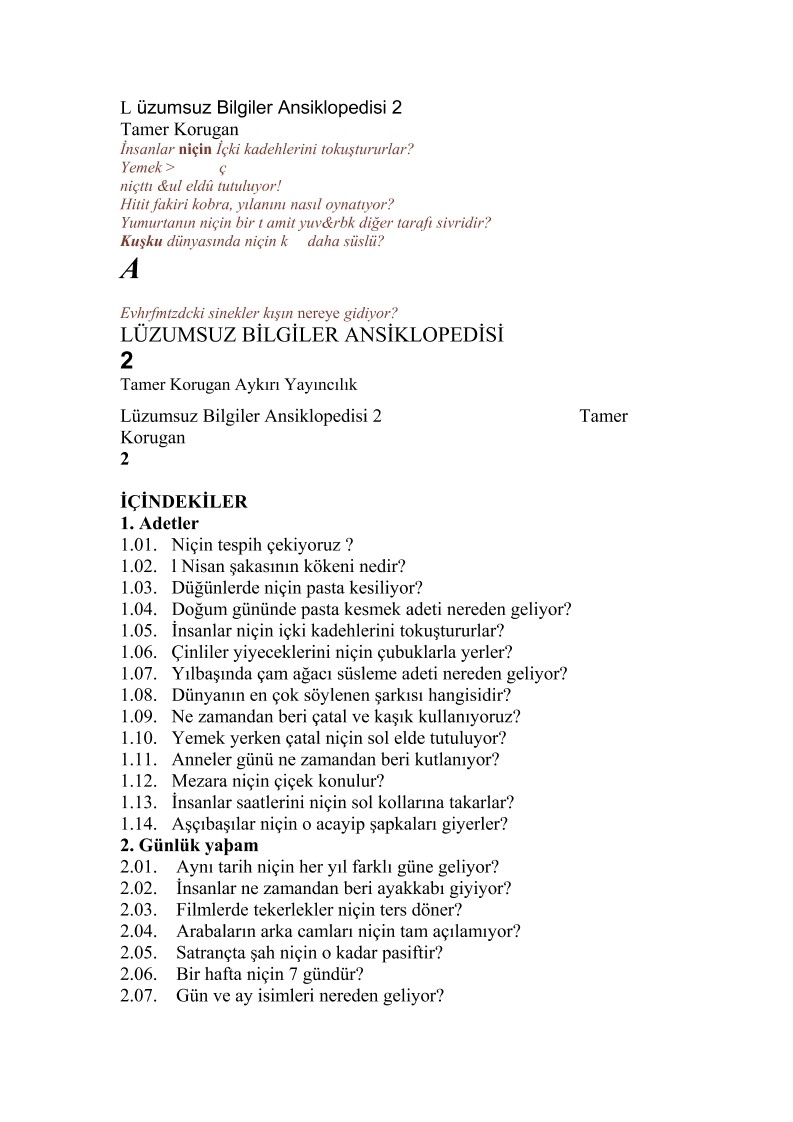 L üzumsuz Bilgiler Ansiklopedisi 2
Tamer Korugan
İnsanlar niçin İçki kadehlerini tokuştururlar?
Yemek > ç
niçttı &ul eldû tutuluyor!
Hitit fakiri kobra, yılanını nasıl oynatıyor?
Yumurtanın niçin bir t amit yuv&rbk diğer tarafı sivridir?
Kuşku dünyasında niçin k daha süslü?
A
Evhrfmtzdcki sinekler kışın nereye gidiyor?
LÜZUMSUZ BİLGİLER ANSİKLOPEDİSİ
2
Tamer Korugan Aykırı Yayıncılık
Lüzumsuz Bilgiler Ansiklopedisi 2 Tamer
Korugan
2
İÇİNDEKİLER
1. Adetler
1.01. Niçin tespih çekiyoruz ?
1.02. l Nisan şakasının kökeni nedir?
1.03. Düğünlerde niçin pasta kesiliyor?
1.04. Doğum gününde pasta kesmek adeti nereden geliyor?
1.05. İnsanlar niçin içki kadehlerini tokuştururlar?
1.06. Çinliler yiyeceklerini niçin çubuklarla yerler?
1.07. Yılbaşında çam ağacı süsleme adeti nereden geliyor?
1.08. Dünyanın en çok söylenen şarkısı hangisidir?
1.09. Ne zamandan beri çatal ve kaşık kullanıyoruz?
1.10. Yemek yerken çatal niçin sol elde tutuluyor?
1.11. Anneler günü ne zamandan beri kutlanıyor?
1.12. Mezara niçin çiçek konulur?
1.13. İnsanlar saatlerini niçin sol kollarına takarlar?
1.14. Aşçıbaşılar niçin o acayip şapkaları giyerler?
2. Günlük yaþam
2.01. Aynı tarih niçin her yıl farklı güne geliyor?
2.02. İnsanlar ne zamandan beri ayakkabı giyiyor?
2.03. Filmlerde tekerlekler niçin ters döner?
2.04. Arabaların arka camları niçin tam açılamıyor?
2.05. Satrançta şah niçin o kadar pasiftir?
2.06. Bir hafta niçin 7 gündür?
2.07. Gün ve ay isimleri nereden geliyor?